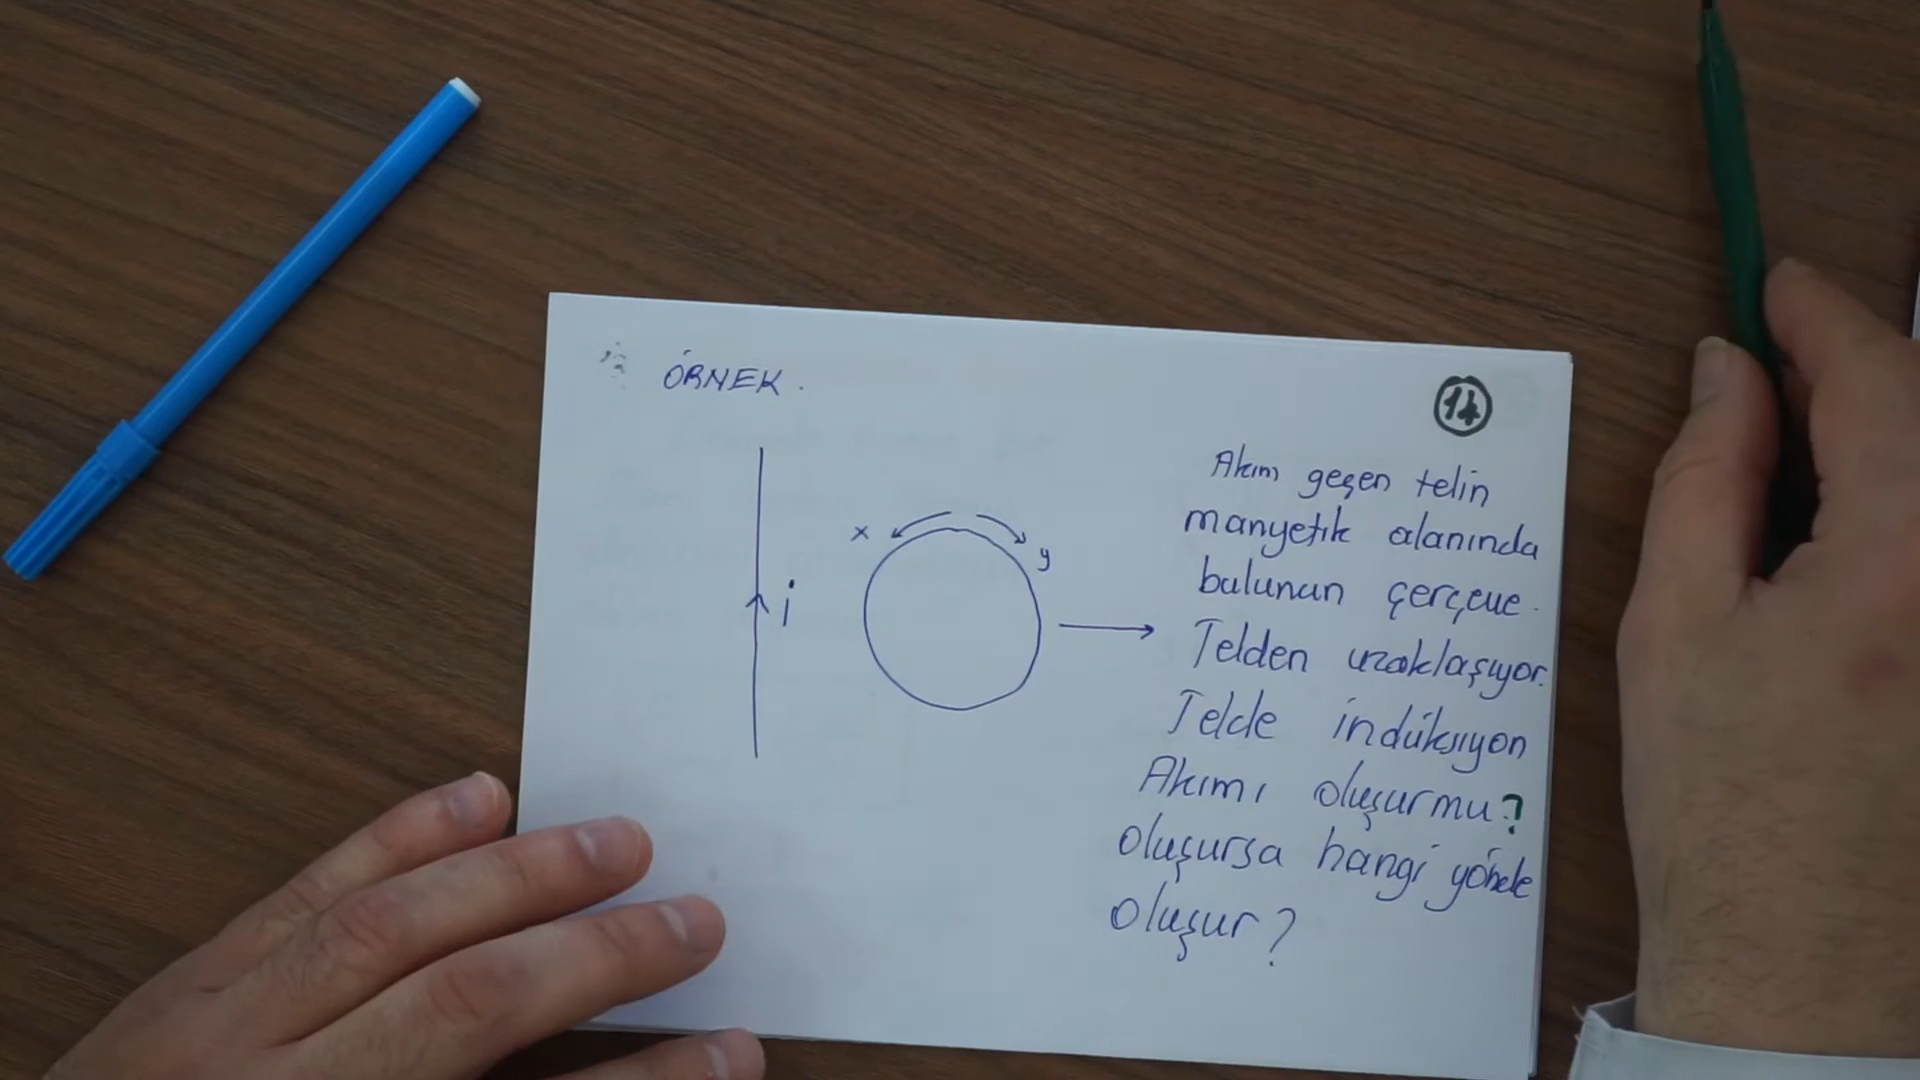 ÖRNEK.
14
x
y
i
Akım geçen telin
manyetik alanında
bulunan çerçeve.
Telden uzaklaşıyor.
Telde indüksiyon
Akımı oluşurmu?
oluşursa hangi yönde
oluşur?